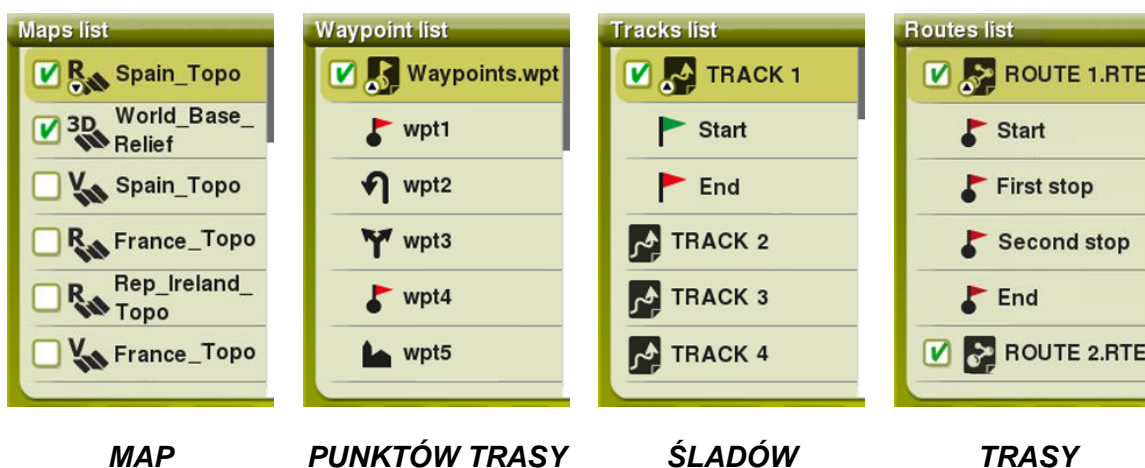 Maps list
R Spain_Topo
3D World_Base_
Relief
V Spain_Topo
R France_Topo
R Rep_Ireland_
Topo
V France_Topo
Waypoint list
Waypoints.wpt
wpt1
wpt2
wpt3
wpt4
wpt5
Tracks list
TRACK 1
Start
End
TRACK 2
TRACK 3
TRACK 4
Routes list
ROUTE 1.RTE
Start
First stop
Second stop
End
ROUTE 2.RTE
MAP
PUNKTÓW TRASY
ŚLADÓW
TRASY